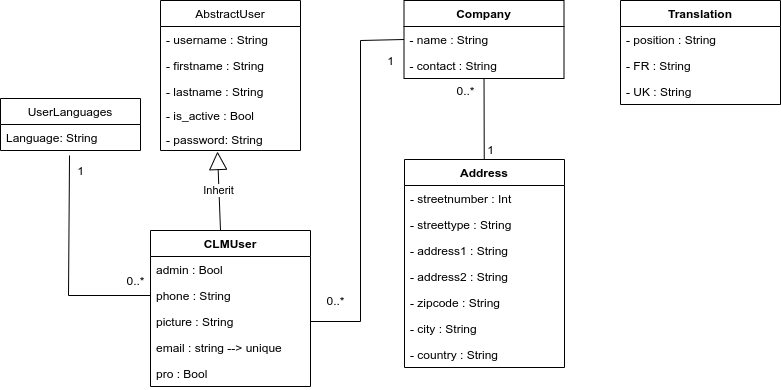 AbstractUser
- username : String
- firstname : String
- lastname : String
- is_active : Bool
- password: String
Company
- name : String
- contact : String
Translation
- position : String
- FR : String
- UK : String
UserLanguages
Language: String
1
0..*
Inherit
CLMUser
admin : Bool
phone : String
picture : String
email : string --> unique
pro : Bool
1
0..*
0..*
1
Address
- streetnumber : Int
- streettype : String
- address1 : String
- address2 : String
- zipcode : String
- city : String
- country : String